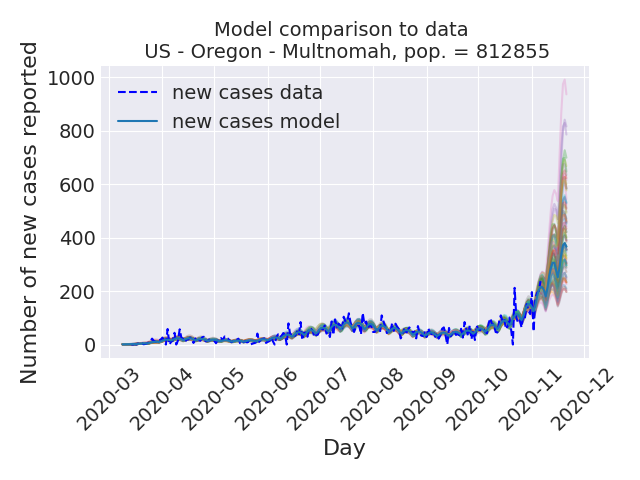 Model comparison to data
US - Oregon - Multnomah, pop. = 812855
new cases data
new cases model
Number of new cases reported
1000
800
600
400
200
0
2020-03
2020-04
2020-05
2020-06
2020-07
2020-08
2020-09
2020-10
2020-11
2020-12
Day